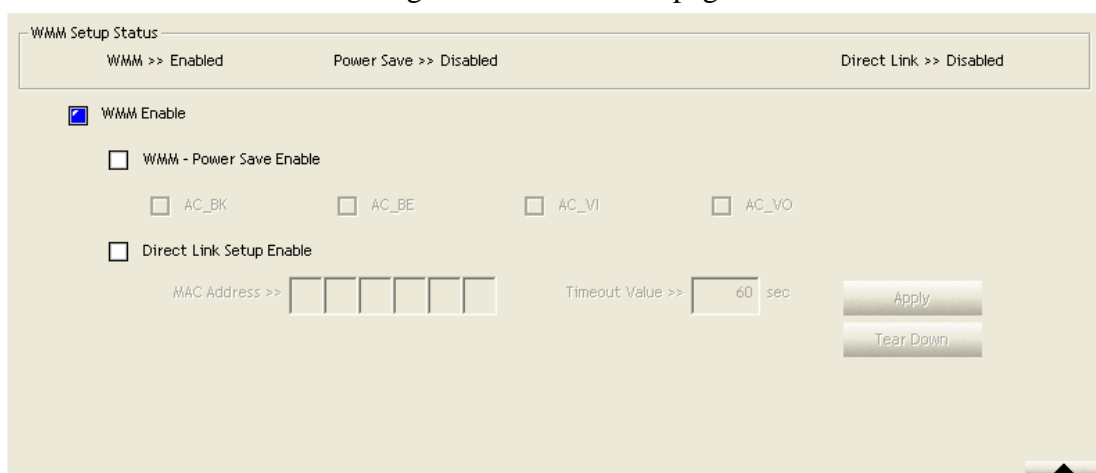 WMM Setup Status
WMM >> Enabled Power Save >> Disabled Direct Link >> Disabled
WMM Enable
WMM - Power Save Enable
AC_BK AC_BE AC_VI AC_VO
Direct Link Setup Enable
MAC Address >> Timeout Value >> 60 sec Apply
Tear Down